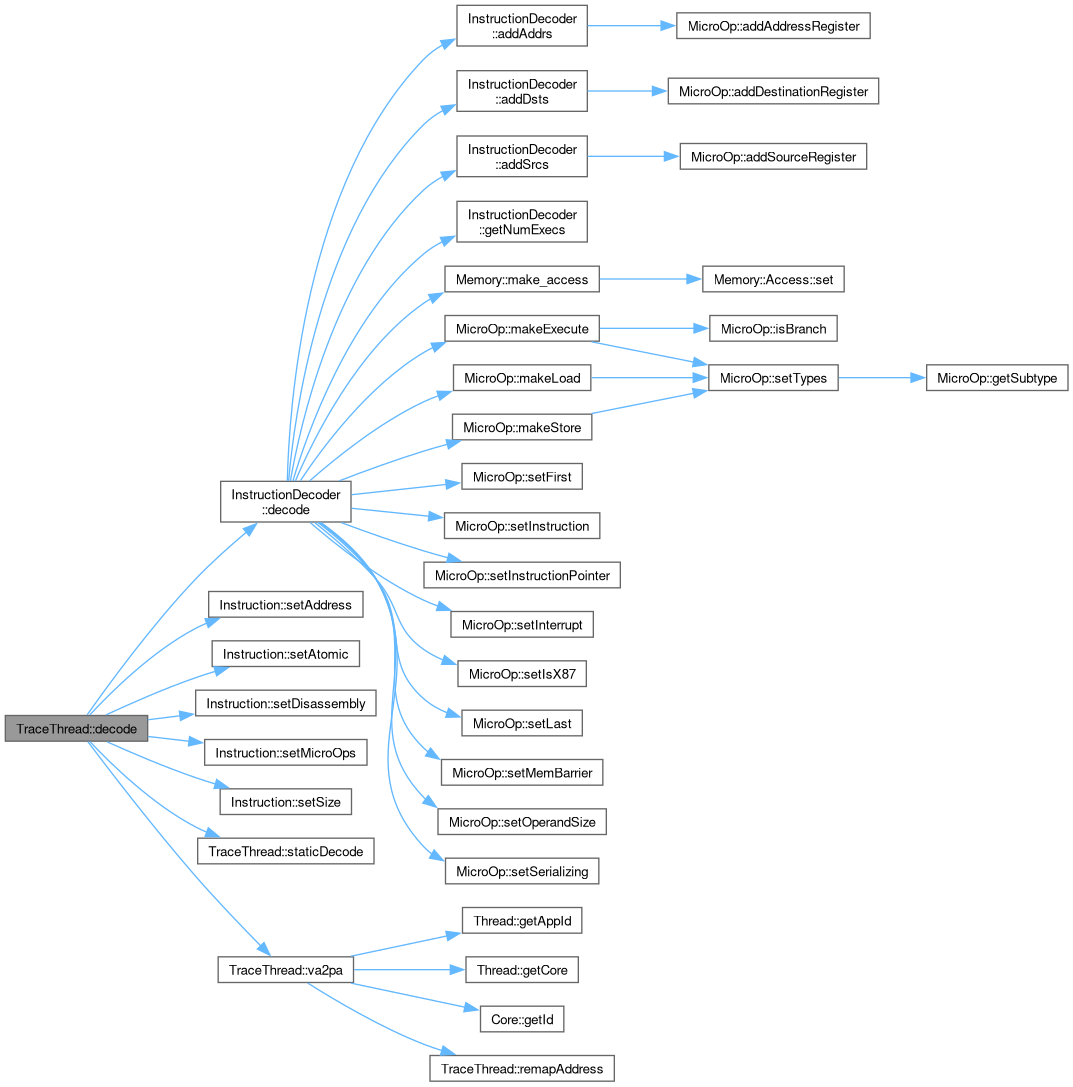 InstructionDecoder
::addAddrs
MicroOp::addAddressRegister
InstructionDecoder
::addDsts
MicroOp::addDestinationRegister
InstructionDecoder
::addSrcs
MicroOp::addSourceRegister
InstructionDecoder
::getNumExecs
Memory::make_access
Memory::Access::set
MicroOp::makeExecute
MicroOp::isBranch
MicroOp::makeLoad
MicroOp::setTypes
MicroOp::getSubtype
MicroOp::makeStore
MicroOp::setFirst
InstructionDecoder
::decode
MicroOp::setInstruction
MicroOp::setInstructionPointer
Instruction::setAddress
MicroOp::setInterrupt
Instruction::setAtomic
MicroOp::setIsX87
Instruction::setDisassembly
MicroOp::setLast
TraceThread::decode
Instruction::setMicroOps
MicroOp::setMemBarrier
Instruction::setSize
MicroOp::setOperandSize
TraceThread::staticDecode
MicroOp::setSerializing
Thread::getAppId
TraceThread::va2pa
Thread::getCore
Core::getId
TraceThread::remapAddress